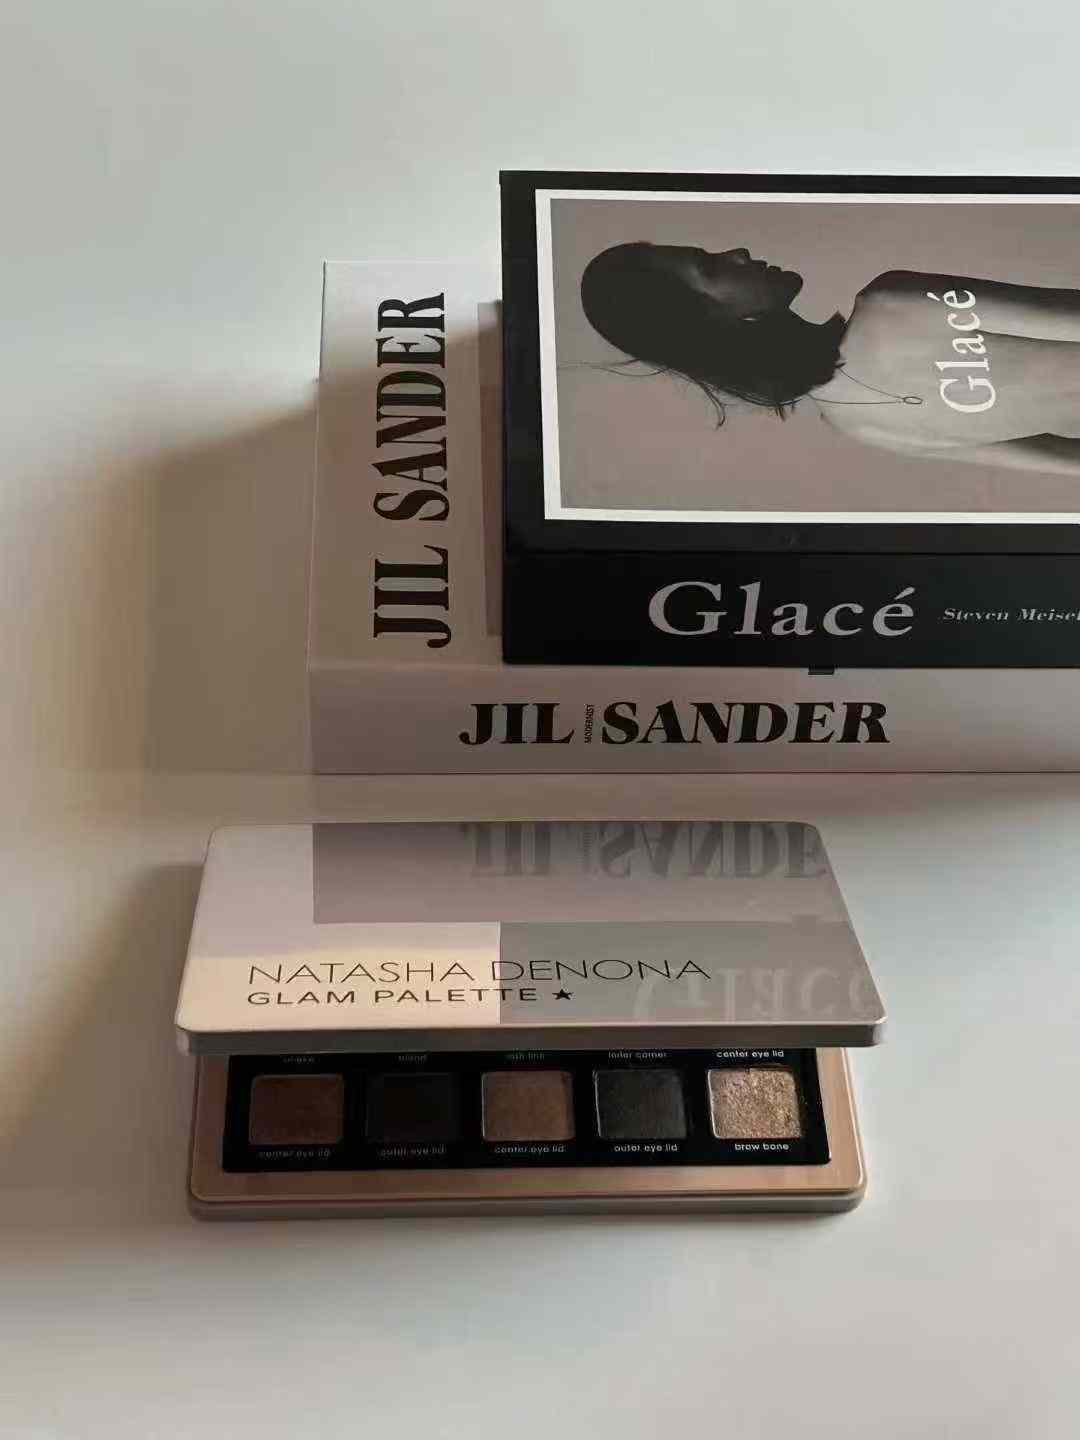 JIL SANDER
Glacé
Glacé Steven Meisel
JIL MODERNIST SANDER
NATASHA DENONA
GLAM PALETTE ★
lash line inner corner center eye lid
center eye lid outer eye lid center eye lid outer eye lid brow bone